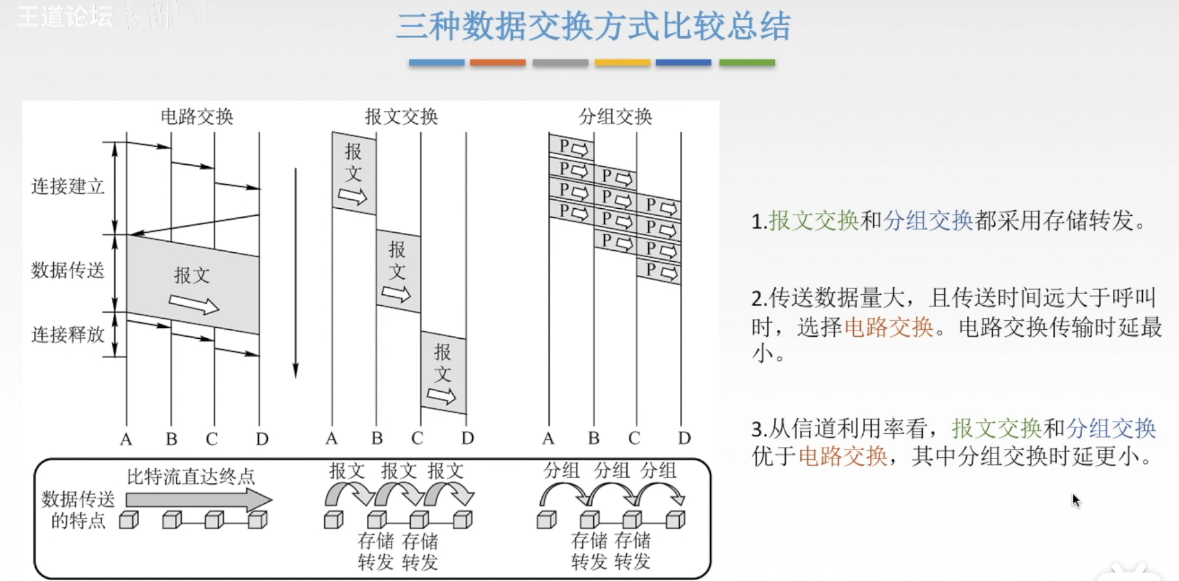 王道论坛
三种数据交换方式比较总结
电路交换
报文交换
分组交换
连接建立
数据传送
连接释放
报文
报
文
报
文
报
文
P
P
P
P
P
P
P
P
P
P
P
P
A B C D
A B C D
A B C D
数据传送
的特点
比特流直达终点
报文 报文 报文
存储 存储
转发 转发
分组 分组 分组
存储 存储
转发 转发
1.报文交换和分组交换都采用存储转发。
2.传送数据量大，且传送时间远大于呼叫
时，选择电路交换。电路交换传输时延最
小。
3.从信道利用率看，报文交换和分组交换
优于电路交换，其中分组交换时延更小。